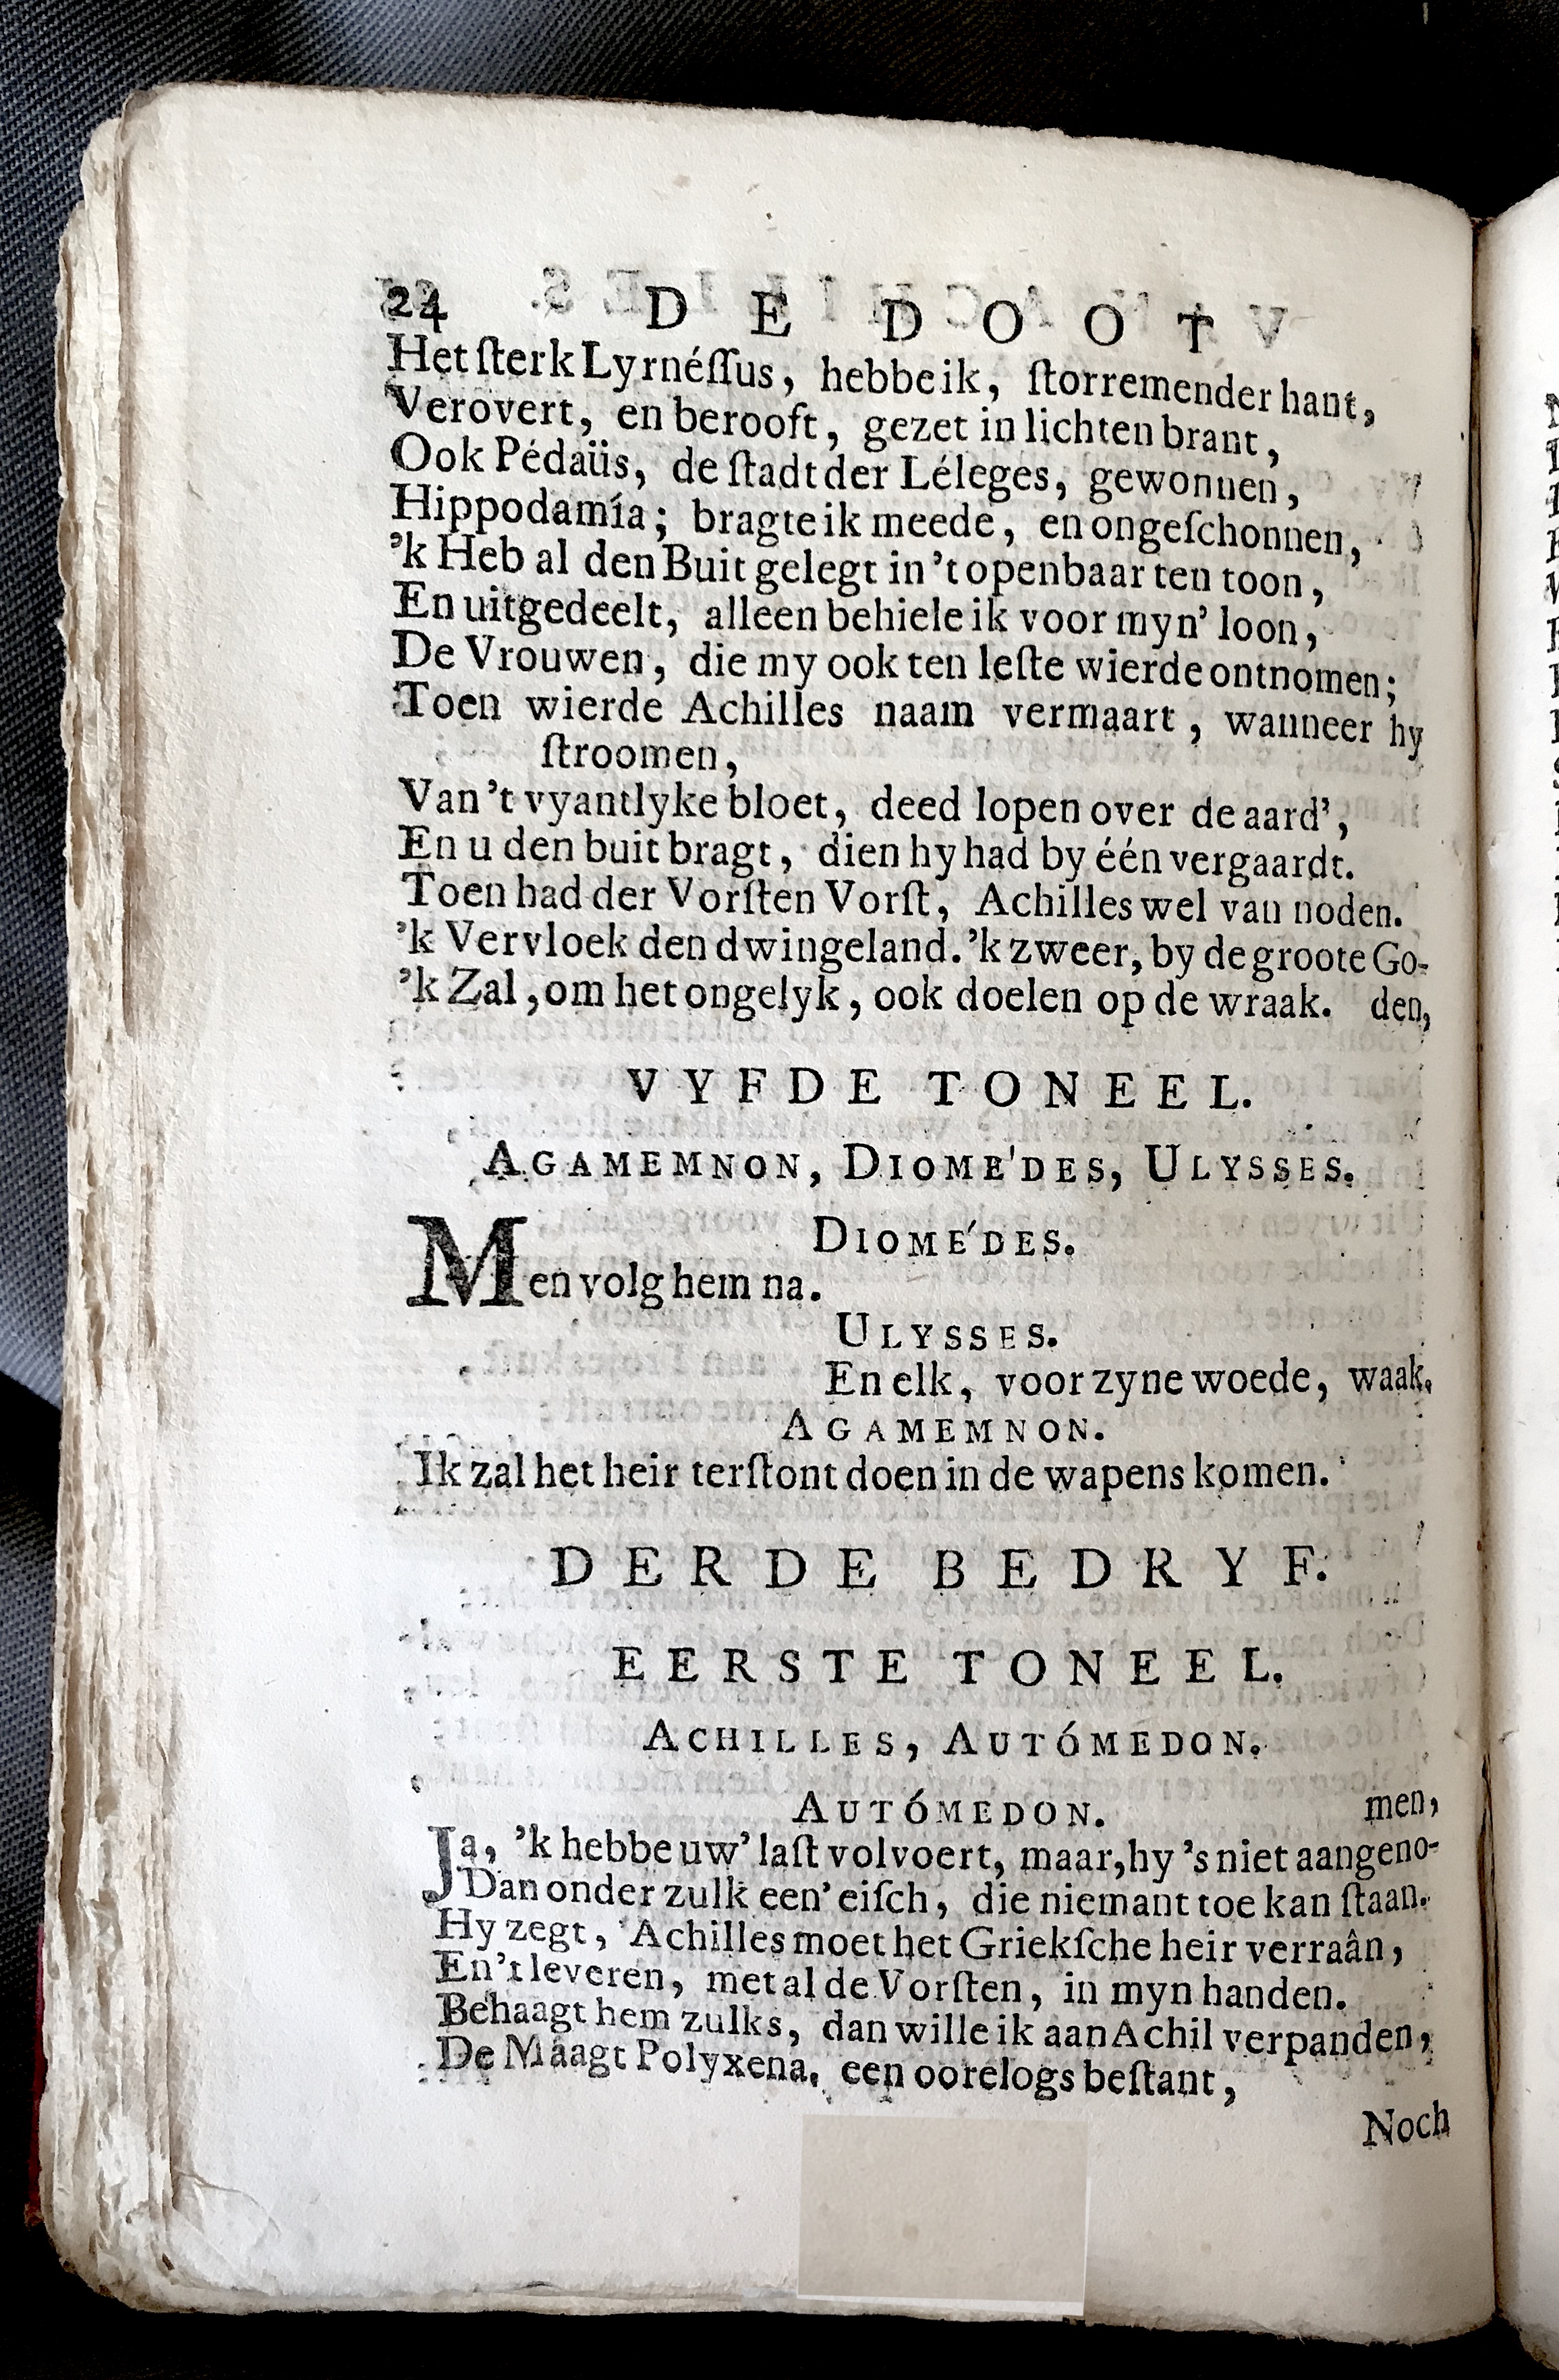 24 DE DOOT
Het ſterk Lyrnéſſus, hebbe ik, ſtorremender hant,
Verovert, en berooft, gezet in lichten brant,
Ook Pédaüs, de ſtadt der Léleges, gewonnen,
Hippodamía; bragte ik meede, en ongeſchonnen,
'k Heb al den Buit gelegt in 't openbaar ten toon,
En uitgedeelt, alleen behiele ik voor myn' loon,
De Vrouwen, die my ook ten leſte wierde ontnomen;
Toen wierde Achilles naam vermaart, wanneer hy
ſtroomen,
Van 't vyantlyke bloet, deed lopen over de aard',
En u den buit bragt, dien hy had by één vergaardt.
Toen had der Vorſten Vorſt, Achilles wel van noden.
'k Vervloek den dwingeland. 'k zweer, by de groote Go-
'k Zal, om het ongelyk, ook doelen op de wraak. den,
VYFDE TONEEL.
AGAMEMNON, DIOME'DES, ULYSSES.
DIOME'DES.
Men volg hem na.
ULYSSES.
En elk, voor zyne woede, waak.
AGAMEMNON.
Ik zal het heir terſtont doen in de wapens komen.
DERDE BEDRYF.
EERSTE TONEEL.
ACHILLES, AUTÓMEDON.
AUTÓMEDON. men,
Ja, 'k hebbe uw' laſt volvoert, maar, hy 's niet aangeno-
Dan onder zulk een' eiſch, die niemant toe kan ſtaan.
Hy zegt, Achilles moet het Griekſche heir verraân,
En 't leveren, met al de Vorſten, in myn handen.
Behaagt hem zulks, dan wille ik aan Achil verpanden,
De Maagt Polyxena, een oorelogs beſtant,
Noch